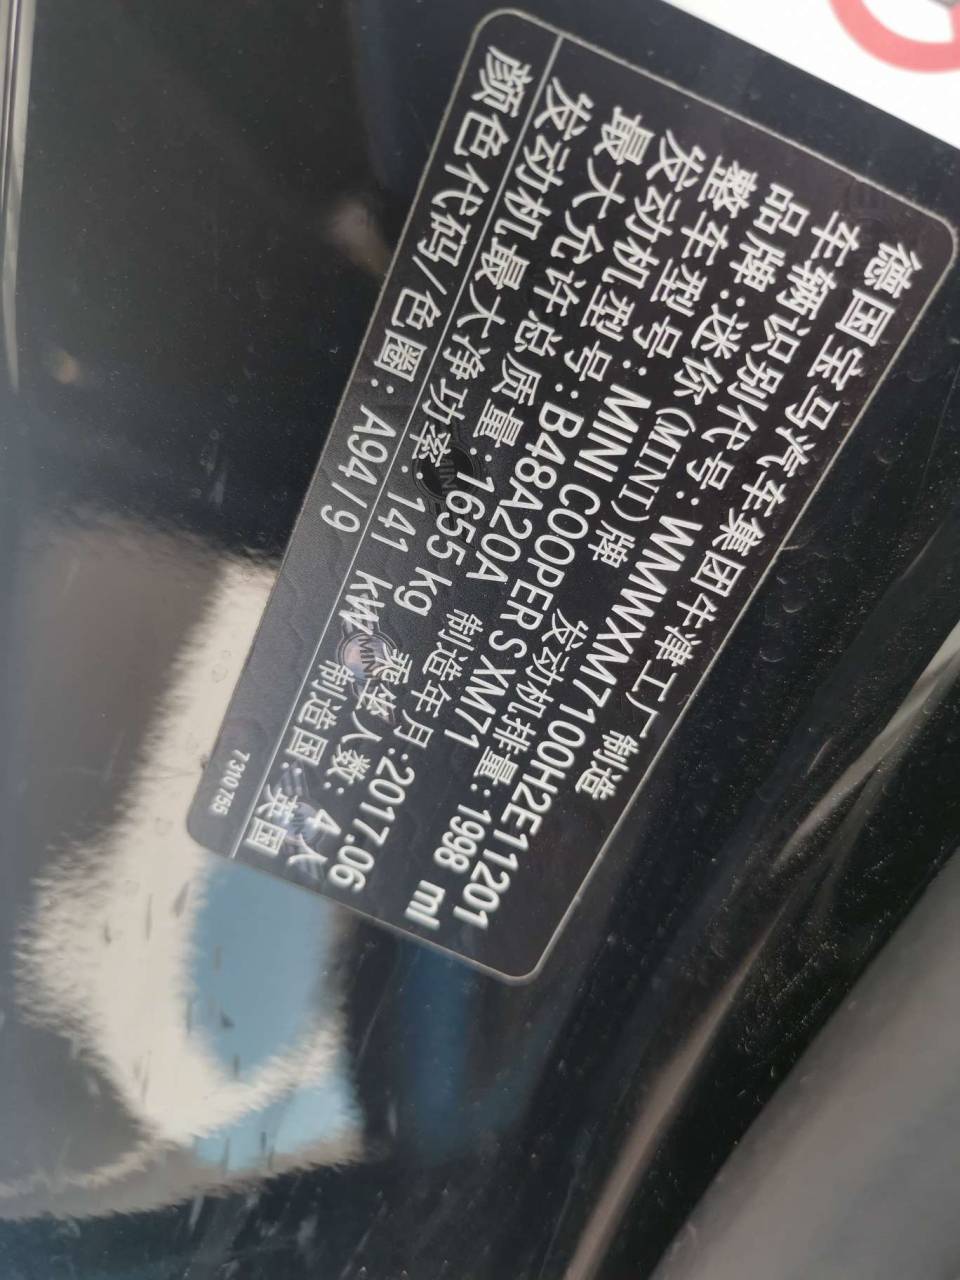 德国宝马汽车集团牛津工厂 制造
车辆识别代号:WMWXM7100H2E11201
品牌:迷你(MINI)牌 发动机排量:1998 ml
整车型号:MINI COOPER S XM71
发动机型号:B48A20A 制造年月:2017.06
最大允许总质量:1655 kg 乘坐人数: 4 人
发动机最大净功率:141 kW 制造国:英国
颜色代码/色圈: A94 / 9
7 310 755
MINI
MINI
MINI